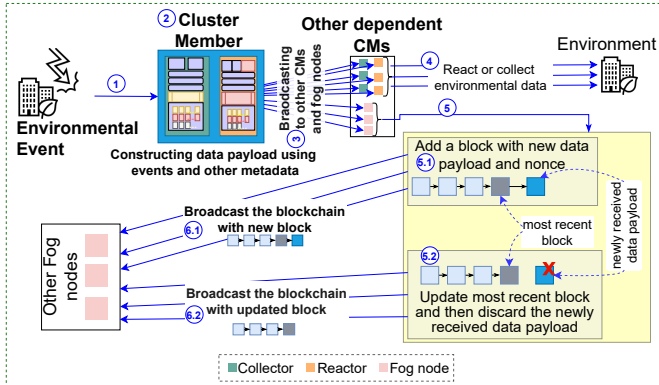 2
Cluster
Member
Other dependent
CMs
Environment
1
Environmental
Event
Braodcasting
to other CMs
and fog nodes
3
4
React or collect
environmental data
5
Constructing data payload using
events and other metadata
Add a block with new data
5.1
payload and nonce
most recent
block
newly received
data payload
Other Fog
nodes
6.1
Broadcast the blockchain
with new block
5.2
X
Update most recent block
and then discard the newly
received data payload
Broadcast the blockchain
with updated block
6.2
Collector
Reactor
Fog node